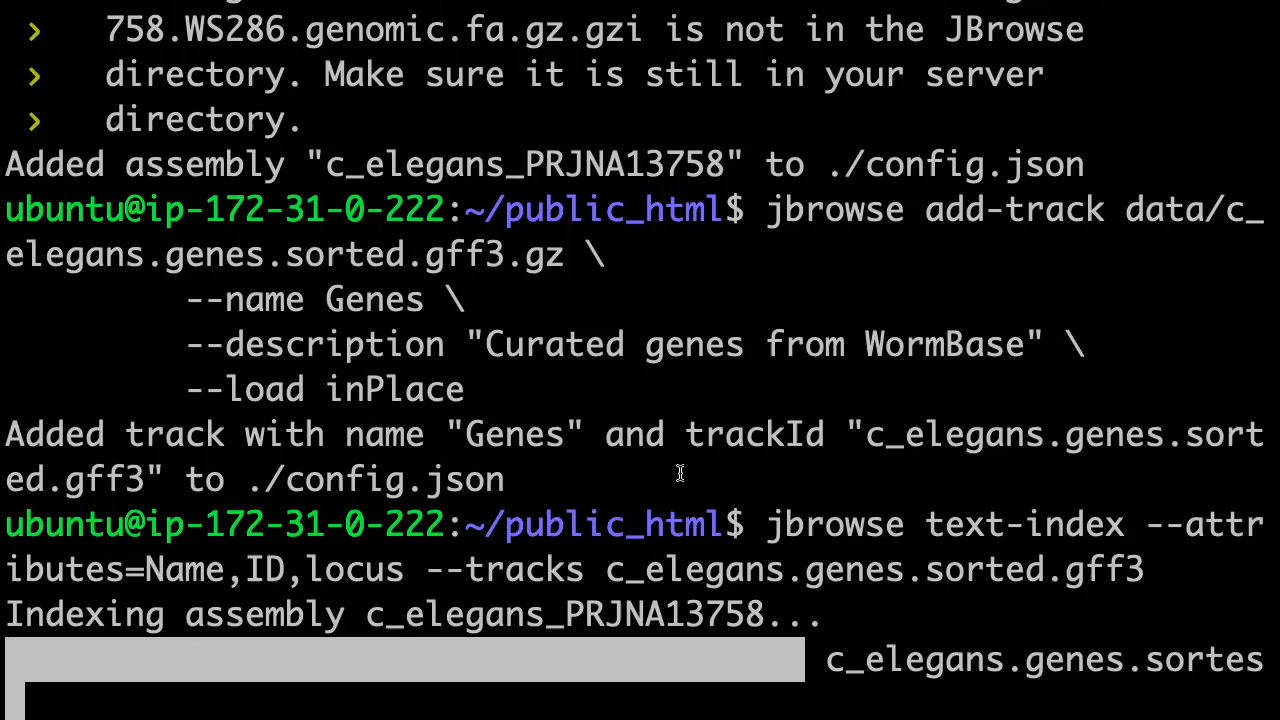 › 758.WS286.genomic.fa.gz.gzi is not in the JBrowse
› directory. Make sure it is still in your server
› directory.
Added assembly "c_elegans_PRJNA13758" to ./config.json
ubuntu@ip-172-31-0-222:~/public_html$ jbrowse add-track data/c_
elegans.genes.sorted.gff3.gz \
--name Genes \
--description "Curated genes from WormBase" \
--load inPlace
Added track with name "Genes" and trackId "c_elegans.genes.sort
ed.gff3" to ./config.json
ubuntu@ip-172-31-0-222:~/public_html$ jbrowse text-index --attr
ibutes=Name,ID,locus --tracks c_elegans.genes.sorted.gff3
Indexing assembly c_elegans_PRJNA13758...
c_elegans.genes.sortes